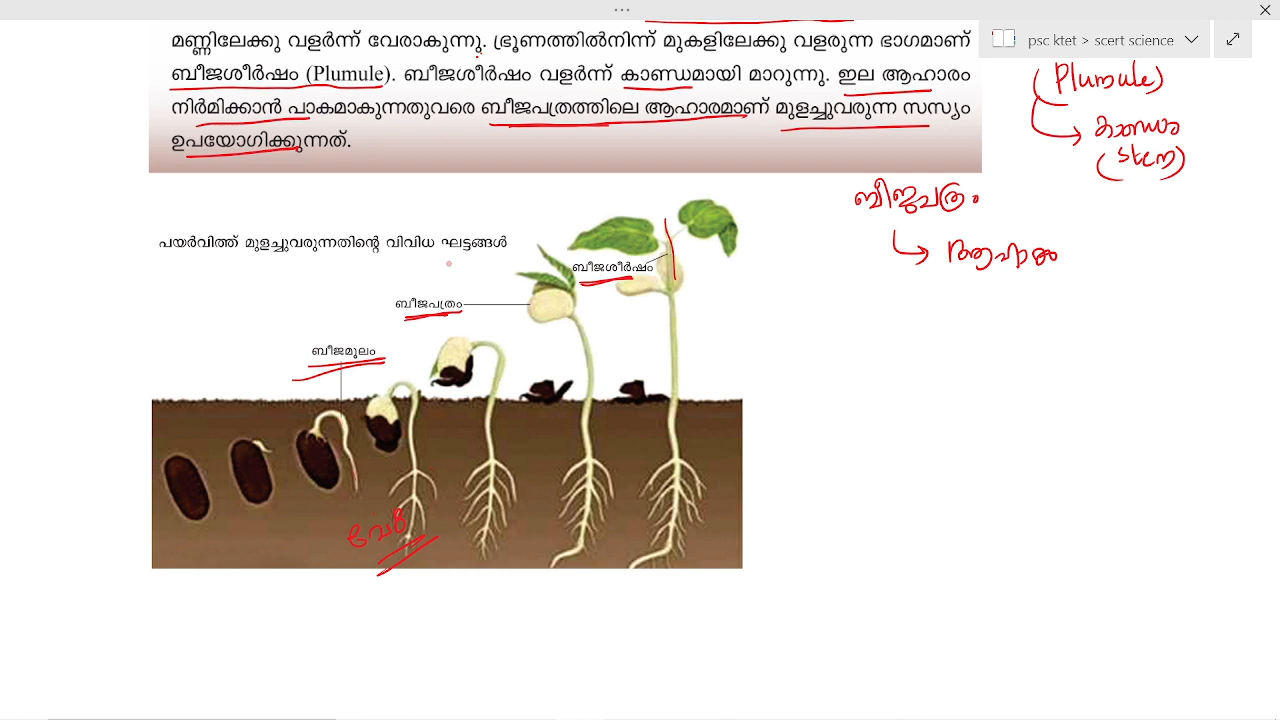 മണ്ണിലേക്കു വളർന്ന് വേരാകുന്നു. ഭ്രൂണത്തിൽനിന്ന് മുകളിലേക്കു വളരുന്ന ഭാഗമാണ്
ബീജശീർഷം (Plumule). ബീജശീർഷം വളർന്ന് കാണ്ഡമായി മാറുന്നു. ഇല ആഹാരം
നിർമിക്കാൻ പാകമാകുന്നതുവരെ ബീജപത്രത്തിലെ ആഹാരമാണ് മുളച്ചുവരുന്ന സസ്യം
ഉപയോഗിക്കുന്നത്.
psc ktet > scert science
(Plumule)
കാണ്ഡം
(Stem)
ബീജപത്രം
ആഹാരം
പയർവിത്ത് മുളച്ചുവരുന്നതിന്റെ വിവിധ ഘട്ടങ്ങൾ
ബീജശീർഷം
ബീജപത്രം
ബീജമൂലം
വേര്